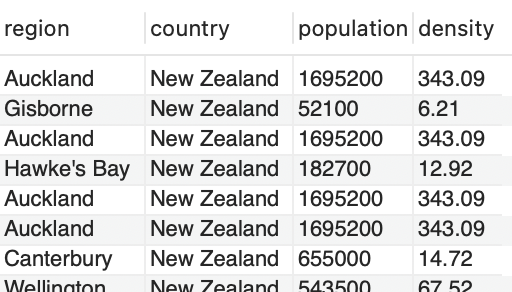 region country population density
Auckland New Zealand 1695200 343.09
Gisborne New Zealand 52100 6.21
Auckland New Zealand 1695200 343.09
Hawke's Bay New Zealand 182700 12.92
Auckland New Zealand 1695200 343.09
Auckland New Zealand 1695200 343.09
Canterbury New Zealand 655000 14.72
Wellington New Zealand 543500 67.52